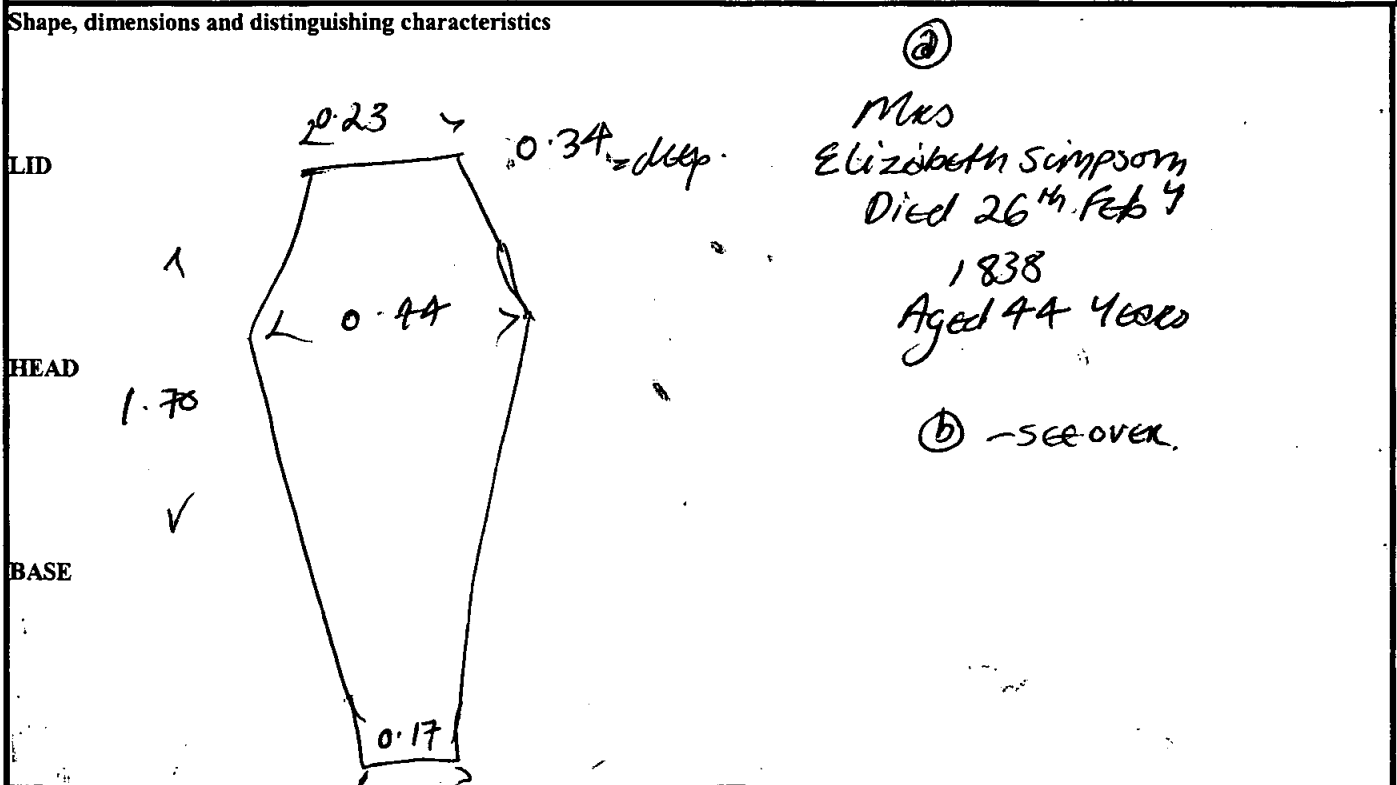 Shape, dimensions and distinguishing characteristics
LID
HEAD
BASE
0.23
0.34 = deep.
0.44
1.70
0.17
(a)
Mrs
Elizabeth Simpson
Died 26th Feby
1838
Aged 44 Years
(b) - SEE OVER.